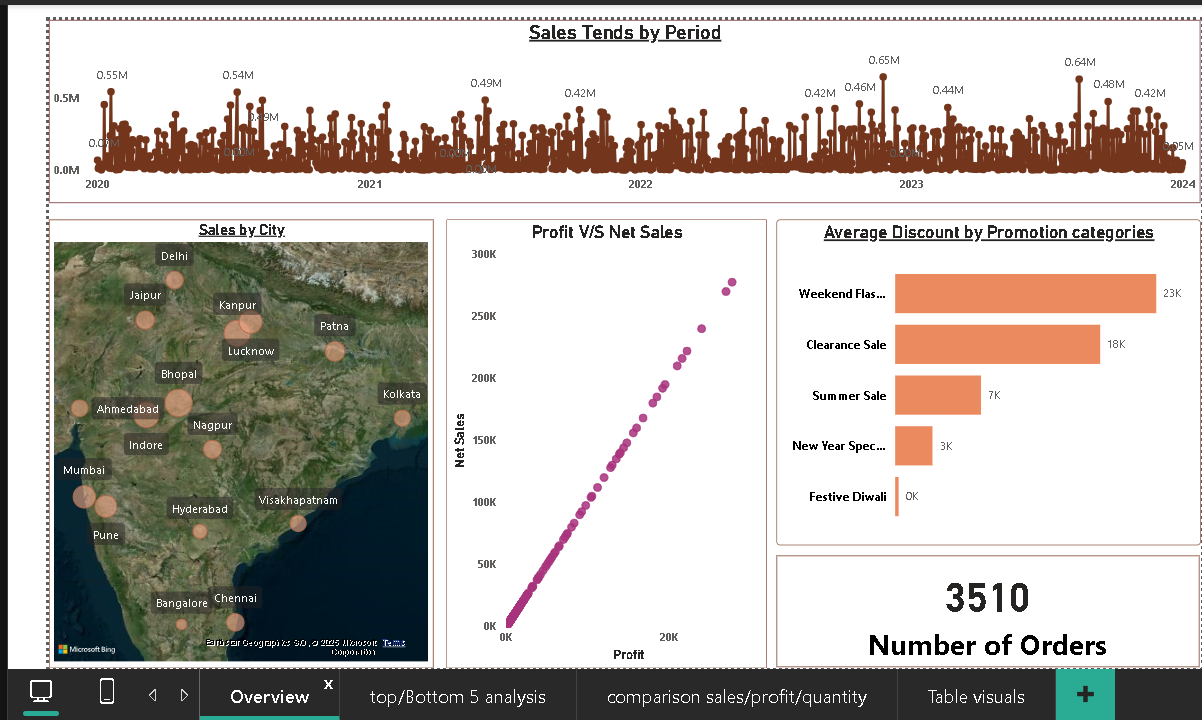 Sales Tends by Period
0.55M
0.54M
0.49M
0.49M
0.42M
0.42M
0.46M
0.65M
0.44M
0.64M
0.48M
0.42M
0.5M
0.0M
0.05M
2020
2021
2022
2023
2024
Sales by City
Delhi
Jaipur
Kanpur
Lucknow
Patna
Bhopal
Ahmedabad
Kolkata
Nagpur
Indore
Mumbai
Pune
Hyderabad
Visakhapatnam
Bangalore
Chennai
Microsoft Bing
Terms
Profit V/S Net Sales
300K
250K
200K
150K
100K
50K
0K
Net Sales
0K
20K
Profit
Average Discount by Promotion categories
Weekend Flas...
23K
Clearance Sale
18K
Summer Sale
7K
New Year Spec...
3K
Festive Diwali
0K
3510
Number of Orders
Overview
x
top/Bottom 5 analysis
comparison sales/profit/quantity
Table visuals
+